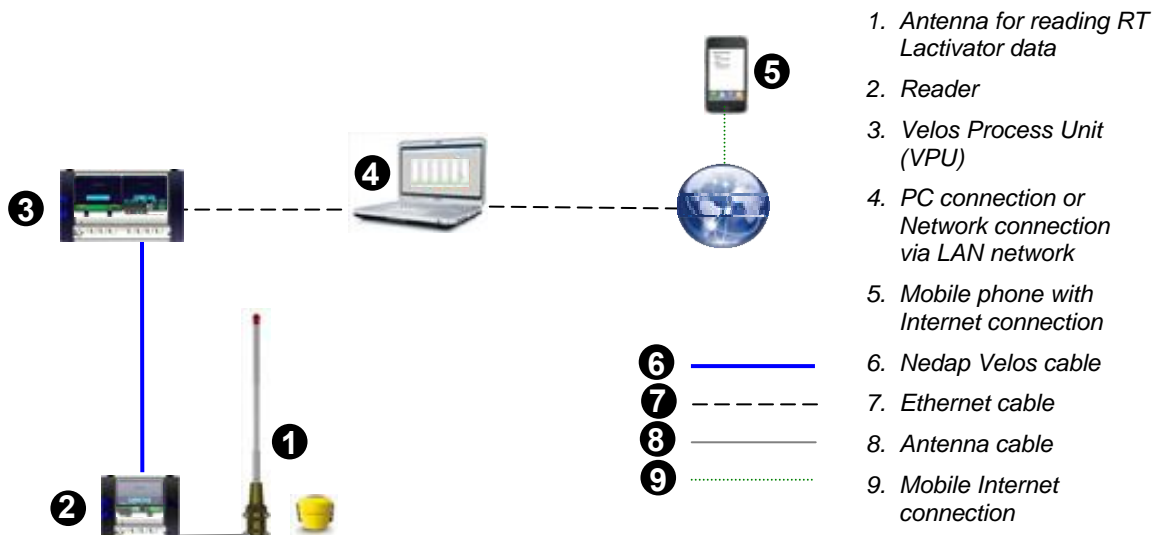 1. Antenna for reading RT
Lactivator data
2. Reader
3. Velos Process Unit
(VPU)
4. PC connection or
Network connection
via LAN network
5. Mobile phone with
Internet connection
6. Nedap Velos cable
7. Ethernet cable
8. Antenna cable
9. Mobile Internet
connection
5
4
3
6
7
8
9
1
2